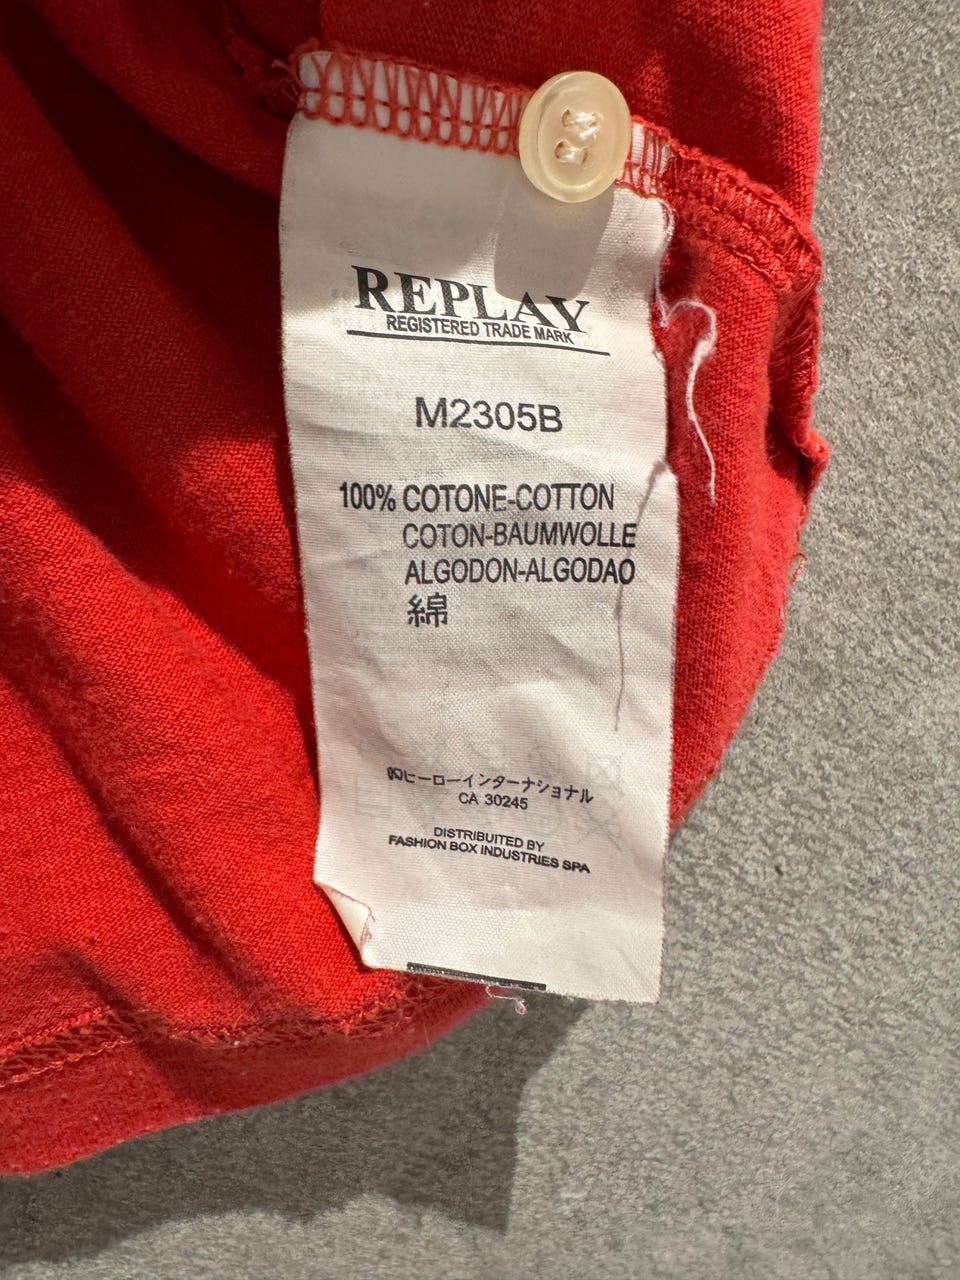 REPLAY
REGISTERED TRADE MARK
M2305B
100% COTONE-COTTON
COTON-BAUMWOLLE
ALGODON-ALGODAO
綿
㈱ヒーローインターナショナル
CA 30245
DISTRIBUTED BY
FASHION BOX INDUSTRIES SPA